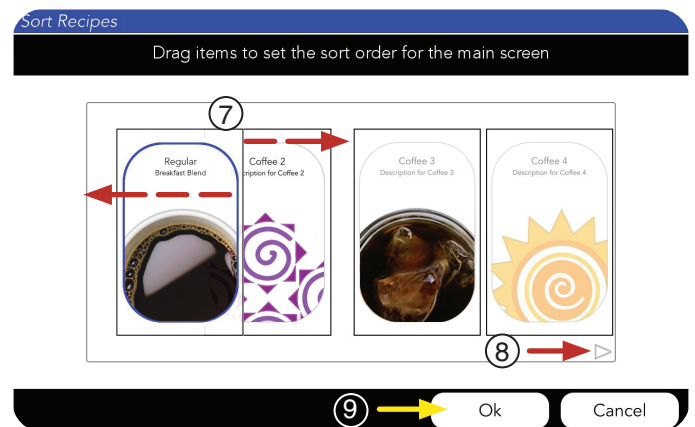 Sort Recipes
Drag items to set the sort order for the main screen
7
Regular
Breakfast Blend
Coffee 2
cription for Coffee 2
Coffee 3
Description for Coffee 3
Coffee 4
Description for Coffee 4
8
9
Ok
Cancel